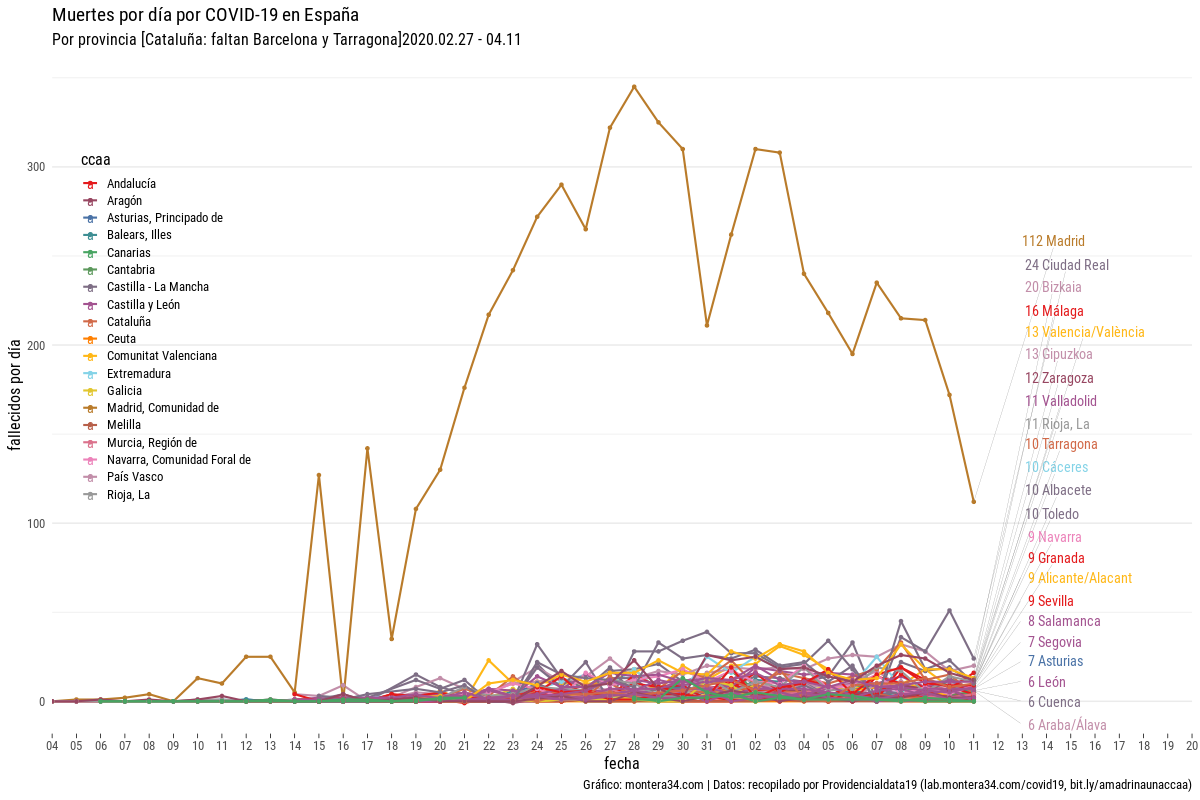 Muertes por día por COVID-19 en España
Por provincia [Cataluña: faltan Barcelona y Tarragona]2020.02.27 - 04.11
fallecidos por día
300
200
100
0
ccaa
Andalucía
Aragón
Asturias, Principado de
Balears, Illes
Canarias
Cantabria
Castilla - La Mancha
Castilla y León
Cataluña
Ceuta
Comunitat Valenciana
Extremadura
Galicia
Madrid, Comunidad de
Melilla
Murcia, Región de
Navarra, Comunidad Foral de
País Vasco
Rioja, La
112 Madrid
24 Ciudad Real
20 Bizkaia
16 Málaga
13 Valencia/València
13 Gipuzkoa
12 Zaragoza
11 Valladolid
11 Rioja, La
10 Tarragona
10 Cáceres
10 Albacete
10 Toledo
9 Navarra
9 Granada
9 Alicante/Alacant
9 Sevilla
8 Salamanca
7 Segovia
7 Asturias
6 León
6 Cuenca
6 Araba/Álava
04 05 06 07 08 09 10 11 12 13 14 15 16 17 18 19 20 21 22 23 24 25 26 27 28 29 30 31 01 02 03 04 05 06 07 08 09 10 11 12 13 14 15 16 17 18 19 20
fecha
Gráfico: montera34.com | Datos: recopilado por Providencialdata19 (lab.montera34.com/covid19, bit.ly/amadrinaunaccaa)